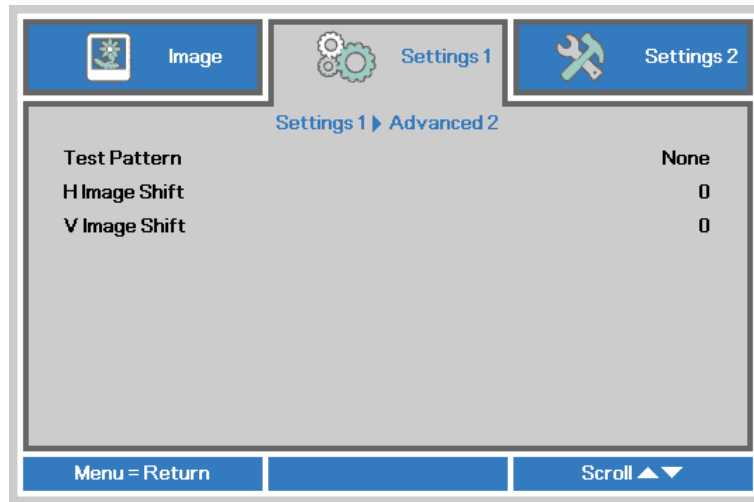 Image
Settings 1
Settings 2
Settings 1 ▶ Advanced 2
Test Pattern None
H Image Shift 0
V Image Shift 0
Menu = Return
Scroll ▲▼